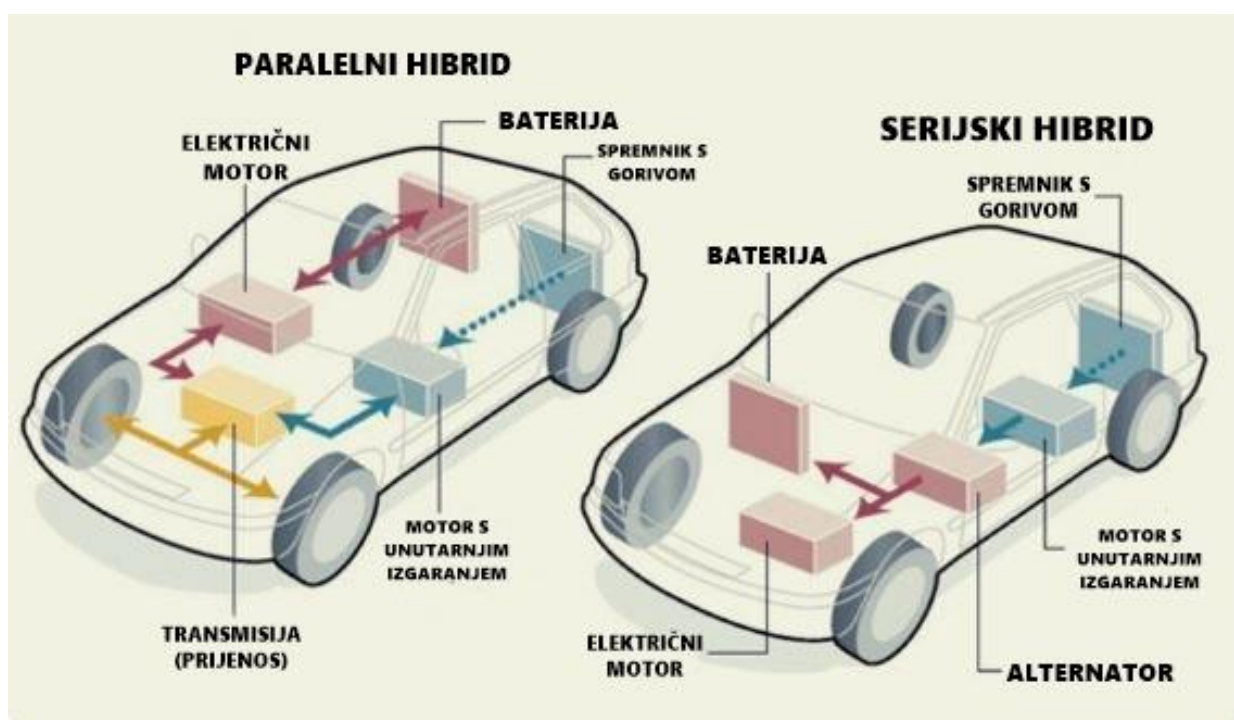 PARALELNI HIBRID
BATERIJA
ELEKTRIČNI
MOTOR
SPREMNIK S
GORIVOM
MOTOR S
UNUTARNJIM
IZGARANJEM
TRANSMISIJA
(PRIJENOS)
SERIJSKI HIBRID
SPREMNIK S
GORIVOM
BATERIJA
MOTOR S
UNUTARNJIM
IZGARANJEM
ELEKTRIČNI
MOTOR
ALTERNATOR